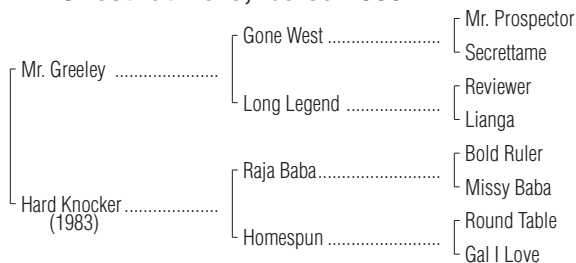 Mr. Prospector
Gone West
Secrettame
Mr. Greeley
Reviewer
Long Legend
Lianga
Bold Ruler
Raja Baba
Missy Baba
Hard Knocker
(1983)
Round Table
Homespun
Gal I Love